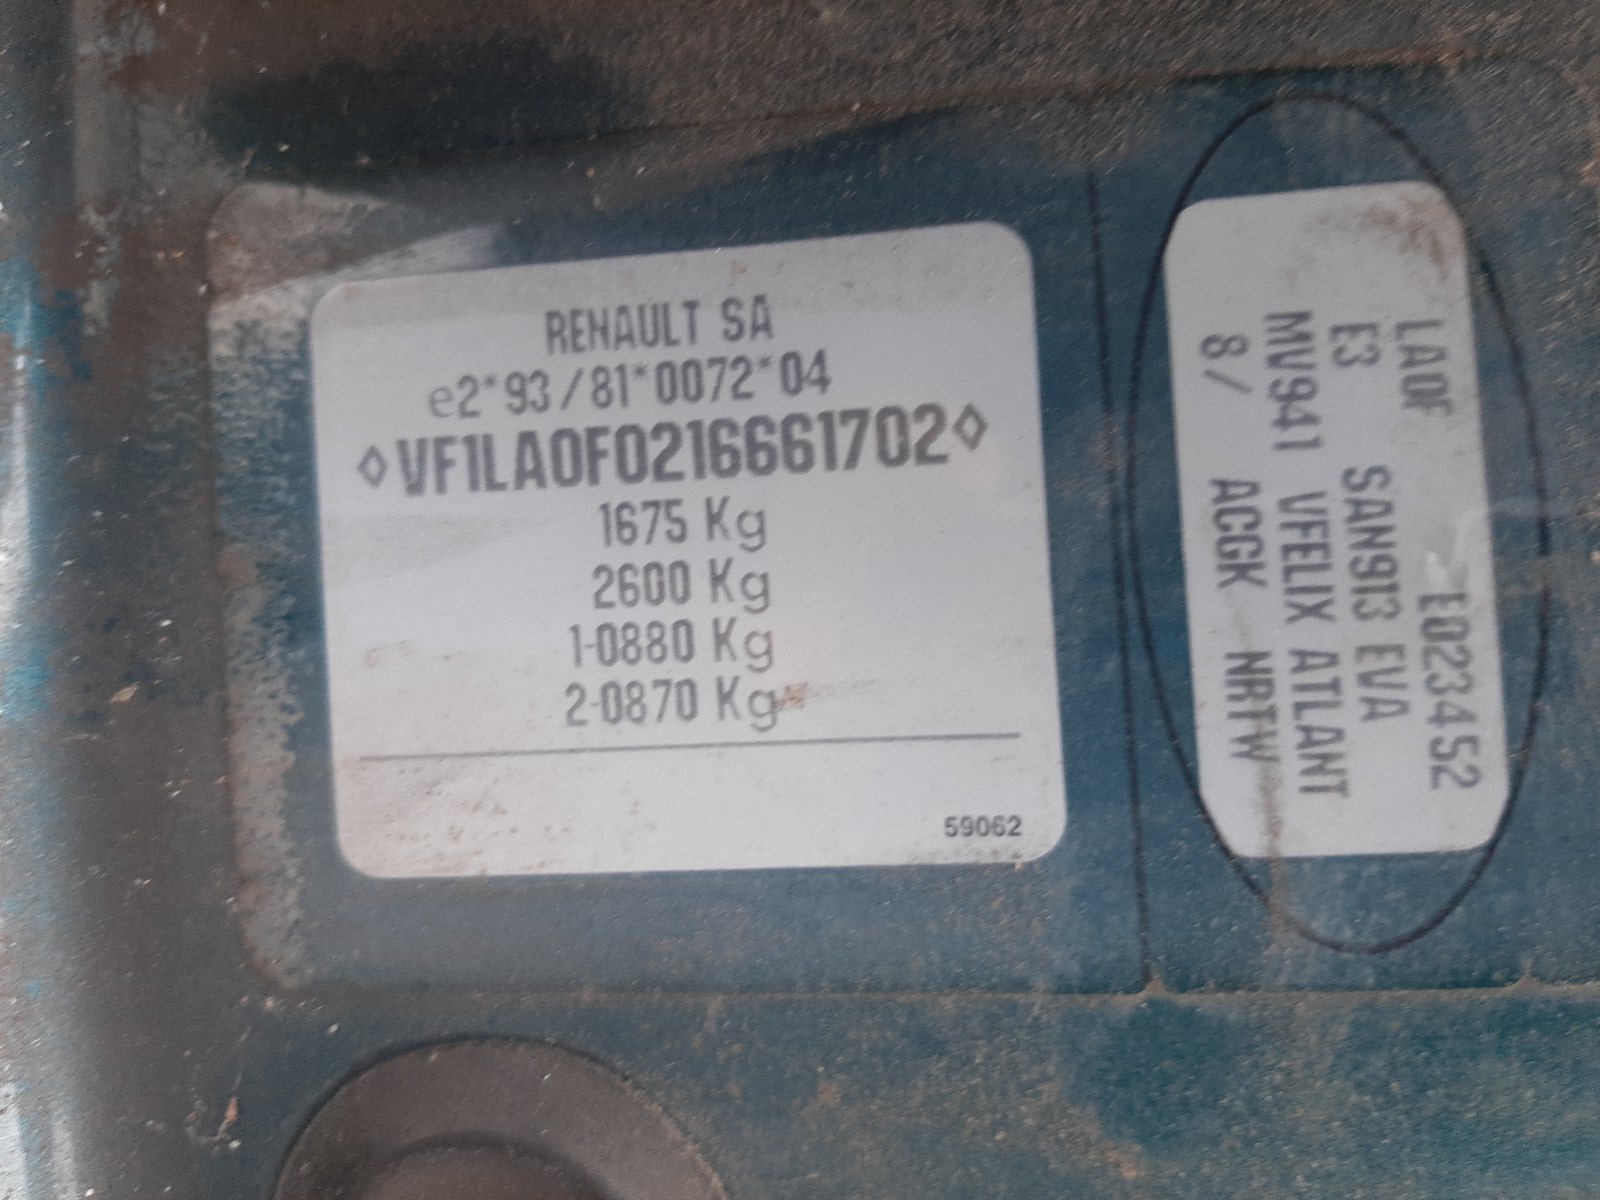 RENAULT SA
e2*93/81*0072*04
◊VF1LA0F0216661702◊
1675 Kg
2600 Kg
1-0880 Kg
2-0870 Kg
59062
LA0F E023452
E3 SAN913 EVA
MV941 VFELIX ATLANT
8/ ACGK NRTW